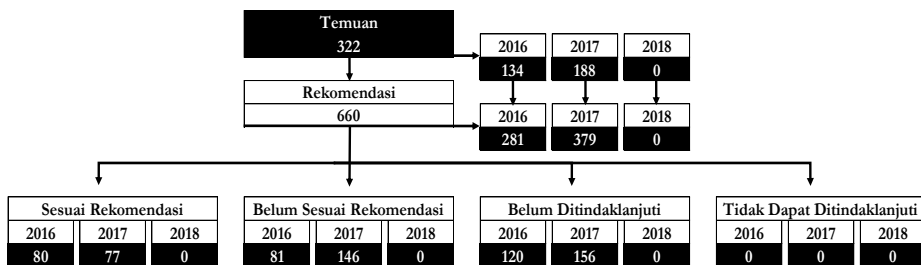 Temuan
322
2016 2017 2018
134 188 0
Rekomendasi
660
2016 2017 2018
281 379 0
Sesuai Rekomendasi Belum Sesuai Rekomendasi Belum Ditindaklanjuti Tidak Dapat Ditindaklanjuti
2016 2017 2018 2016 2017 2018 2016 2017 2018 2016 2017 2018
80 77 0 81 146 0 120 156 0 0 0 0